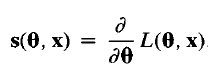 s(θ, x) = ∂/∂θ L(θ, x).